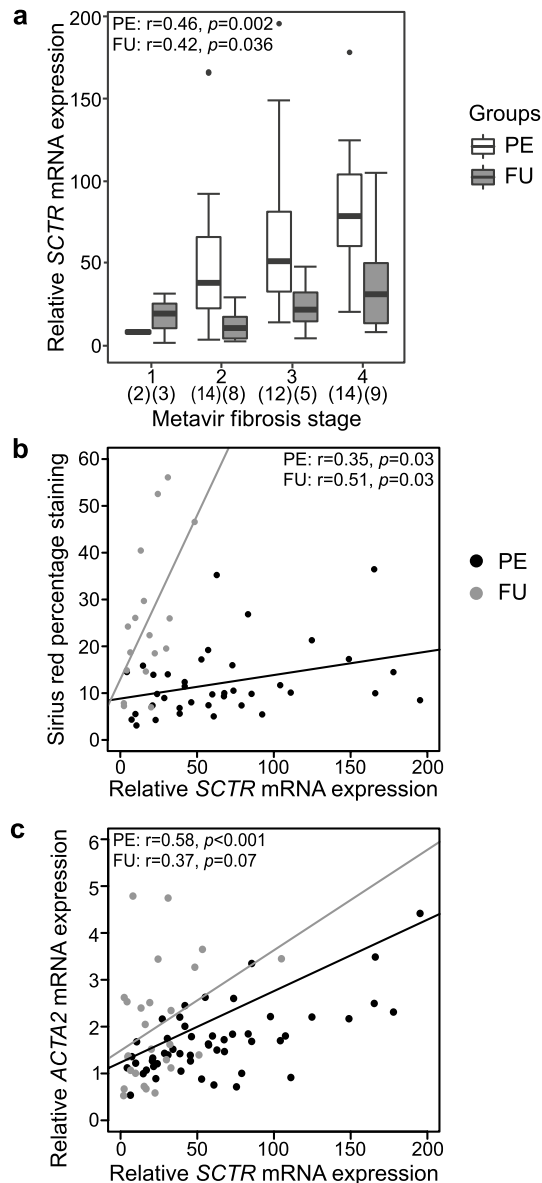 a
PE: r=0.46, p=0.002
FU: r=0.42, p=0.036
Relative SCTR mRNA expression
200
150
100
50
0
1 2 3 4
(2)(3) (14)(8) (12)(5) (14)(9)
Metavir fibrosis stage
Groups
PE
FU
b
PE: r=0.35, p=0.03
FU: r=0.51, p=0.03
Sirius red percentage staining
60
50
40
30
20
10
0
0 50 100 150 200
Relative SCTR mRNA expression
PE
FU
c
PE: r=0.58, p<0.001
FU: r=0.37, p=0.07
Relative ACTA2 mRNA expression
6
5
4
3
2
1
0
0 50 100 150 200
Relative SCTR mRNA expression